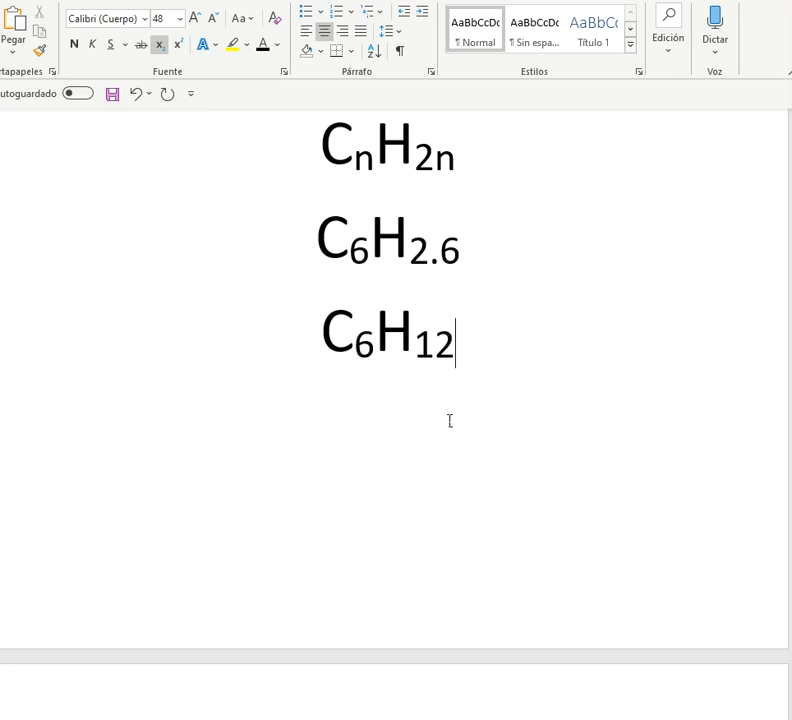 Pegar
Calibri (Cuerpo) 48 Aa
N K S ab x₂ x² A A
AaBbCcDc AaBbCcDc AaBbCc
¶ Normal ¶ Sin espa... Título 1
Edición Dictar
rtapapeles Fuente Párrafo Estilos Voz
utoguardado
CₙH₂ₙ
C₆H₂.₆
C₆H₁₂